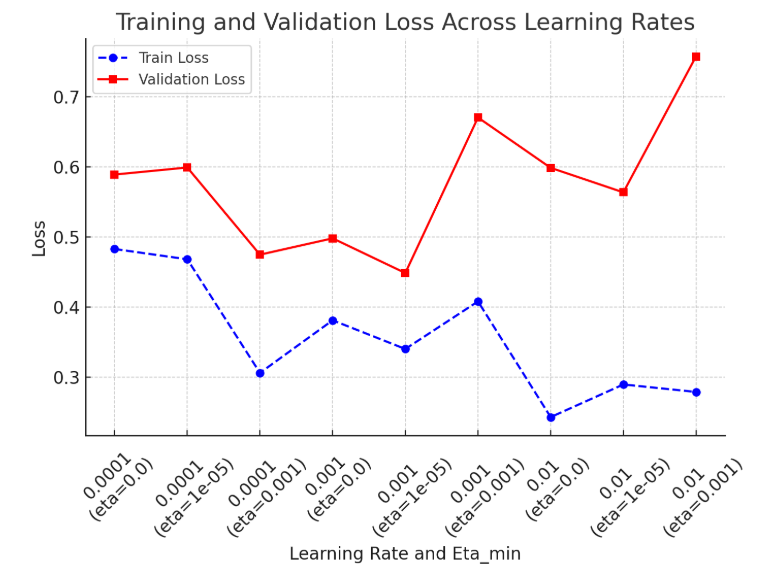 Training and Validation Loss Across Learning Rates
Train Loss
Validation Loss
Loss
0.7
0.6
0.5
0.4
0.3
0.0001
(eta=0.0)
0.0001
(eta=1e-05)
0.0001
(eta=0.001)
0.001
(eta=0.0)
0.001
(eta=1e-05)
0.001
(eta=0.001)
0.01
(eta=0.0)
0.01
(eta=1e-05)
0.01
(eta=0.001)
Learning Rate and Eta_min